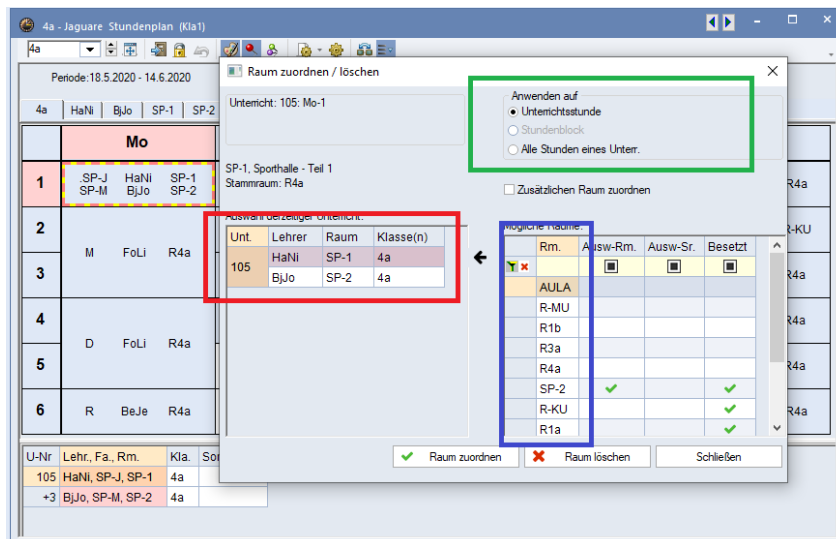 4a - Jaguare Stundenplan (Kla1)
4a
Periode:18.5.2020 - 14.6.2020
4a HaNi BjJo SP-1 SP-2
Mo
1 .SP-J HaNi SP-1 R4a
SP-M BjJo SP-2
2 R-KU
M FoLi R4a
3 R4a
4 R4a
D FoLi R4a
5 R4a
6 R BeJe R4a R4a
U-Nr Lehr., Fa., Rm. Kla.
105 HaNi, SP-J, SP-1 4a
+3 BjJo, SP-M, SP-2 4a
Raum zuordnen / löschen
Unterricht: 105: Mo-1
Anwenden auf
Unterrichtsstunde
Stundenblock
Alle Stunden eines Unterr.
SP-1, Sporthalle - Teil 1
Stammraum: R4a
Zusätzlichen Raum zuordnen
Auswahl derzeitiger Unterricht:
Unt. Lehrer Raum Klasse(n)
105 HaNi SP-1 4a
BjJo SP-2 4a
Mögliche Räume:
Rm. Ausw-Rm. Ausw-Sr. Besetzt
AULA
R-MU
R1b
R3a
R4a
SP-2
R-KU
R1a
Raum zuordnen Raum löschen Schließen